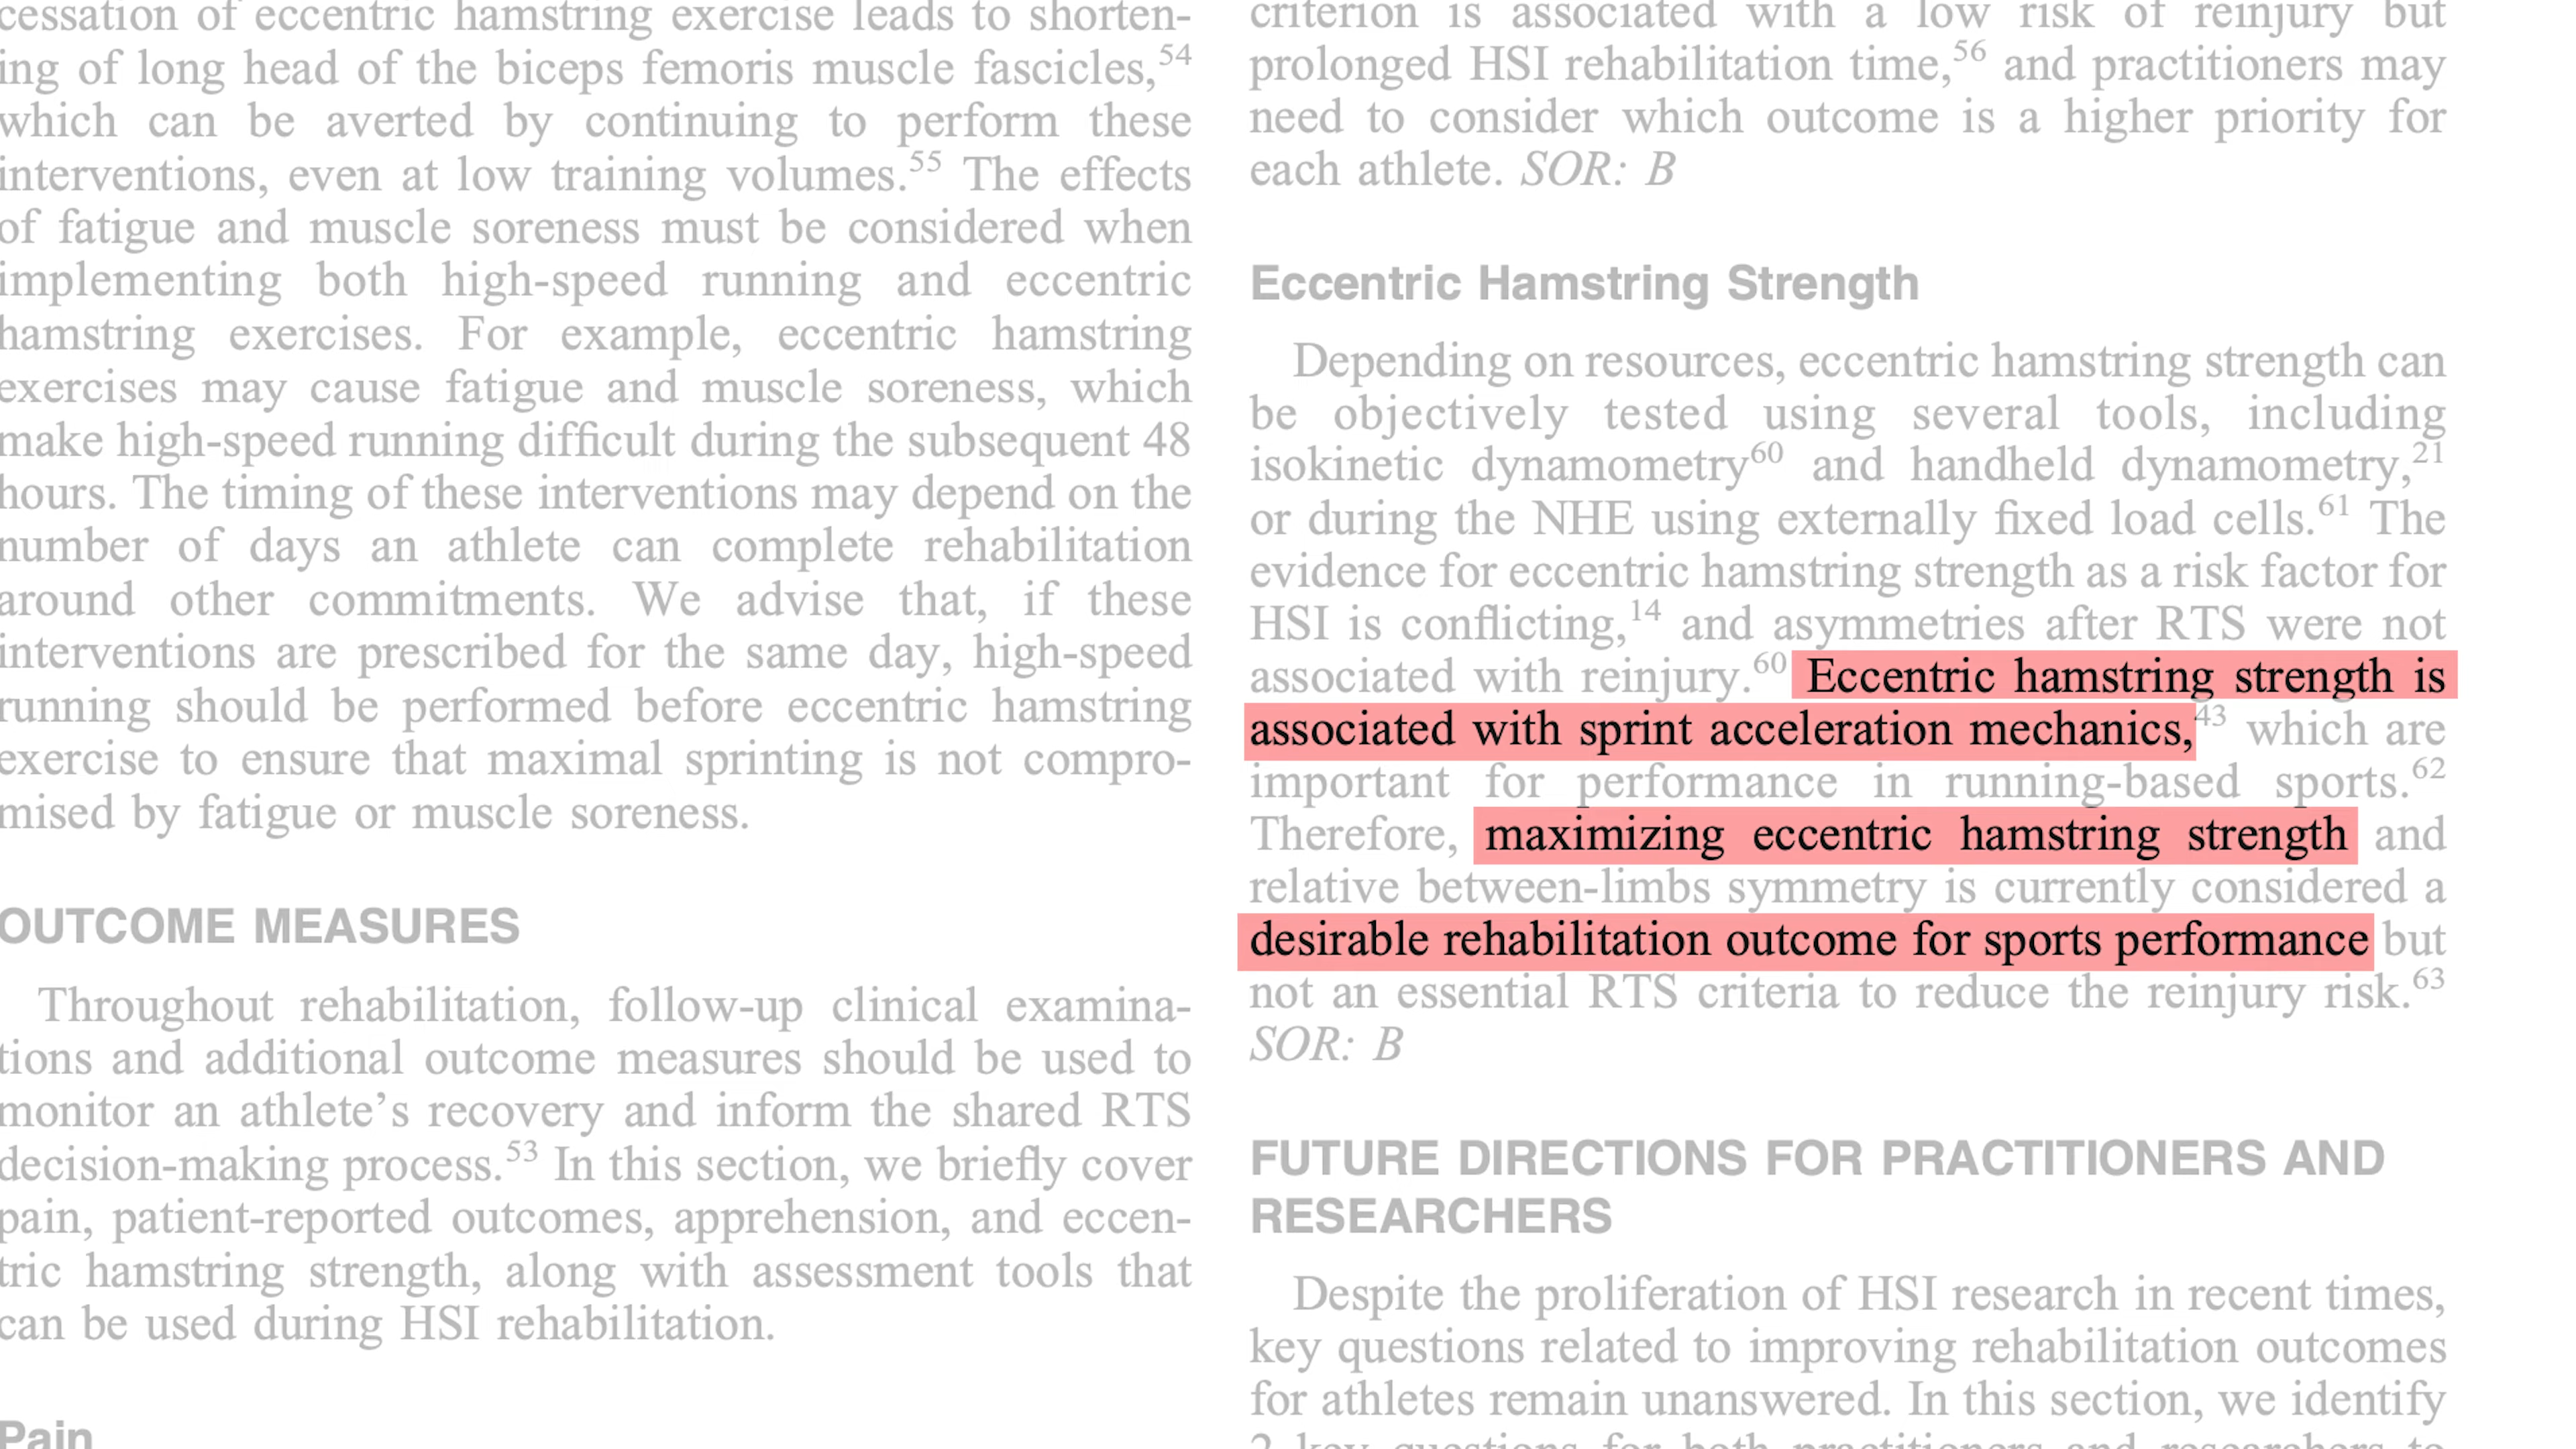 cessation of eccentric hamstring exercise leads to shorten-
ing of long head of the biceps femoris muscle fascicles,54
which can be averted by continuing to perform these
interventions, even at low training volumes.55 The effects
of fatigue and muscle soreness must be considered when
implementing both high-speed running and eccentric
hamstring exercises. For example, eccentric hamstring
exercises may cause fatigue and muscle soreness, which
make high-speed running difficult during the subsequent 48
hours. The timing of these interventions may depend on the
number of days an athlete can complete rehabilitation
around other commitments. We advise that, if these
interventions are prescribed for the same day, high-speed
running should be performed before eccentric hamstring
exercise to ensure that maximal sprinting is not compro-
mised by fatigue or muscle soreness.
OUTCOME MEASURES
Throughout rehabilitation, follow-up clinical examina-
tions and additional outcome measures should be used to
monitor an athlete’s recovery and inform the shared RTS
decision-making process.53 In this section, we briefly cover
pain, patient-reported outcomes, apprehension, and eccen-
tric hamstring strength, along with assessment tools that
can be used during HSI rehabilitation.
Pain
criterion is associated with a low risk of reinjury but
prolonged HSI rehabilitation time,56 and practitioners may
need to consider which outcome is a higher priority for
each athlete. SOR: B
Eccentric Hamstring Strength
Depending on resources, eccentric hamstring strength can
be objectively tested using several tools, including
isokinetic dynamometry60 and handheld dynamometry,21
or during the NHE using externally fixed load cells.61 The
evidence for eccentric hamstring strength as a risk factor for
HSI is conflicting,14 and asymmetries after RTS were not
associated with reinjury.60 Eccentric hamstring strength is
associated with sprint acceleration mechanics,43 which are
important for performance in running-based sports.62
Therefore, maximizing eccentric hamstring strength and
relative between-limbs symmetry is currently considered a
desirable rehabilitation outcome for sports performance but
not an essential RTS criteria to reduce the reinjury risk.63
SOR: B
FUTURE DIRECTIONS FOR PRACTITIONERS AND
RESEARCHERS
Despite the proliferation of HSI research in recent times,
key questions related to improving rehabilitation outcomes
for athletes remain unanswered. In this section, we identify
2 key questions for both practitioners and researchers to